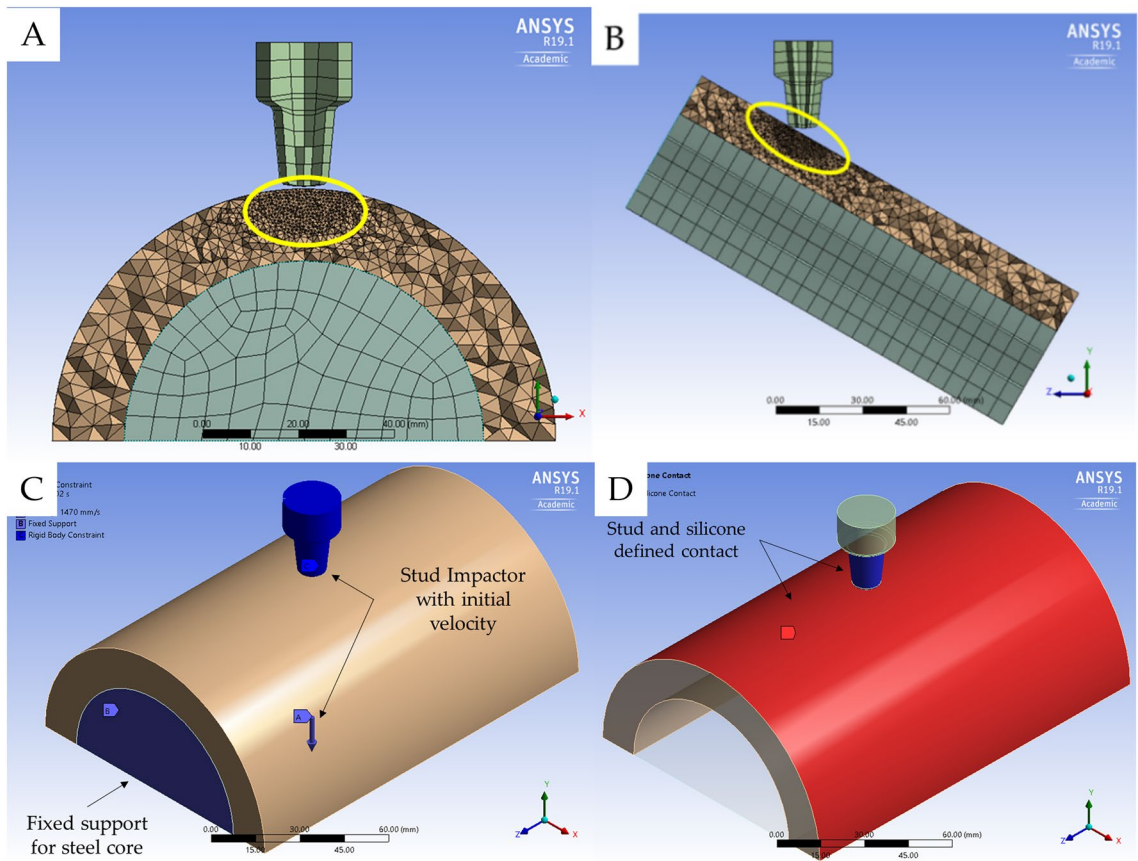 A
ANSYS
R19.1
Academic
X
0.00
20.00
40.00 (mm)
10.00
30.00
B
ANSYS
R19.1
Academic
Y
Z
0.00
30.00
60.00 (mm)
15.00
45.00
C
Constraint
02 s
1470 mm/s
B Fixed Support
Rigid Body Constraint
ANSYS
R19.1
Academic
Stud Impactor
with initial
velocity
B
A
Fixed support
for steel core
0.00
30.00
60.00 (mm)
15.00
45.00
Y
Z
X
D
one Contact
licone Contact
ANSYS
R19.1
Academic
Stud and silicone
defined contact
0.00
30.00
60.00 (mm)
15.00
45.00
Y
Z
X